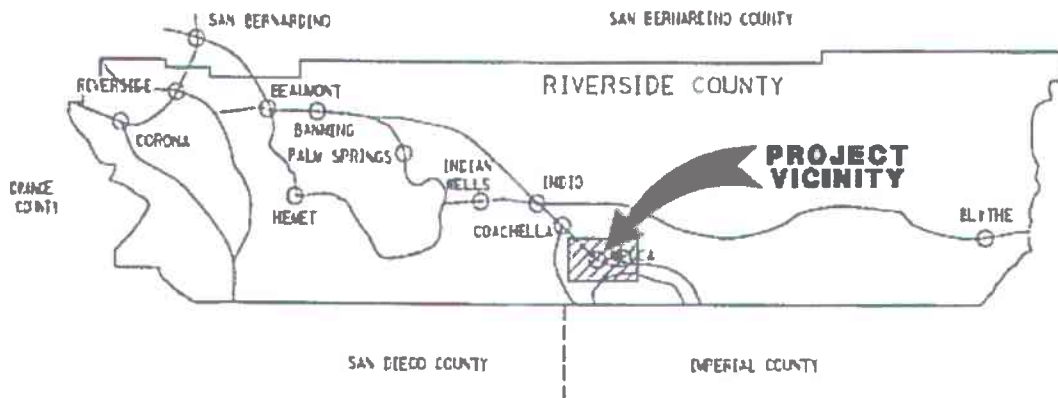 SAN BERNARDINO
SAN BERNARDINO COUNTY
RIVERSIDE COUNTY
RIVERSIDE
BEAUMONT
BANNING
CORONA
PALM SPRINGS
INDIAN
WELLS
PROJECT
VICINITY
INDIO
ORANGE
COUNTY
HEMET
COACHELLA
BLYTHE
MECCA
SAN DIEGO COUNTY
IMPERIAL COUNTY